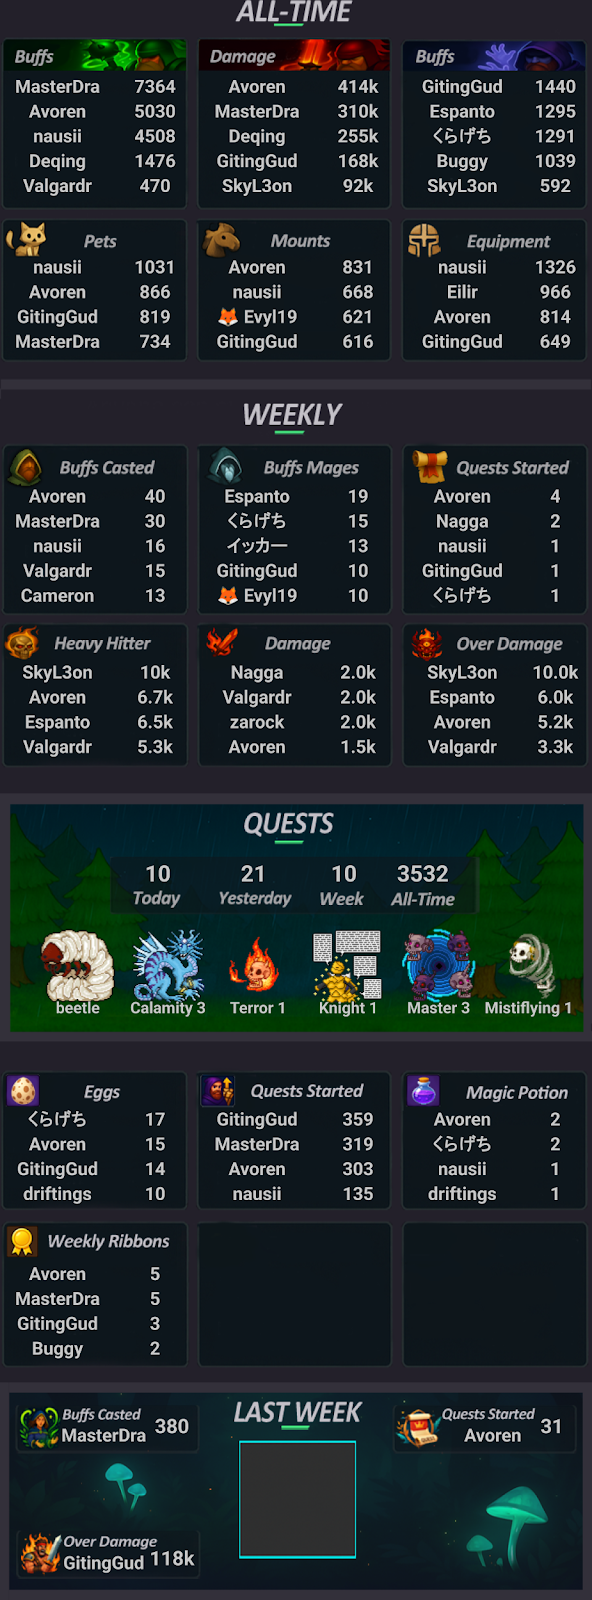 ALL-TIME
Buffs
MasterDra 7364
Avoren 5030
nausii 4508
Deqing 1476
Valgardr 470
Damage
Avoren 414k
MasterDra 310k
Deqing 255k
GitingGud 168k
SkyL3on 92k
Buffs
GitingGud 1440
Espanto 1295
くらげち 1291
Buggy 1039
SkyL3on 592
Pets
nausii 1031
Avoren 866
GitingGud 819
MasterDra 734
Mounts
Avoren 831
nausii 668
🦊 Evyl19 621
GitingGud 616
Equipment
nausii 1326
Eilir 966
Avoren 814
GitingGud 649
WEEKLY
Buffs Casted
Avoren 40
MasterDra 30
nausii 16
Valgardr 15
Cameron 13
Buffs Mages
Espanto 19
くらげち 15
イッカー 13
GitingGud 10
🦊 Evyl19 10
Quests Started
Avoren 4
Nagga 2
nausii 1
GitingGud 1
くらげち 1
Heavy Hitter
SkyL3on 10k
Avoren 6.7k
Espanto 6.5k
Valgardr 5.3k
Damage
Nagga 2.0k
Valgardr 2.0k
zarock 2.0k
Avoren 1.5k
Over Damage
SkyL3on 10.0k
Espanto 6.0k
Avoren 5.2k
Valgardr 3.3k
QUESTS
10 21 10 3532
Today Yesterday Week All-Time
beetle Calamity 3 Terror 1 Knight 1 Master 3 Mistiflying 1
Eggs
くらげち 17
Avoren 15
GitingGud 14
driftings 10
Quests Started
GitingGud 359
MasterDra 319
Avoren 303
nausii 135
Magic Potion
Avoren 2
くらげち 2
nausii 1
driftings 1
Weekly Ribbons
Avoren 5
MasterDra 5
GitingGud 3
Buggy 2
LAST WEEK
Buffs Casted
MasterDra 380
Quests Started
Avoren 31
Over Damage
GitingGud 118k